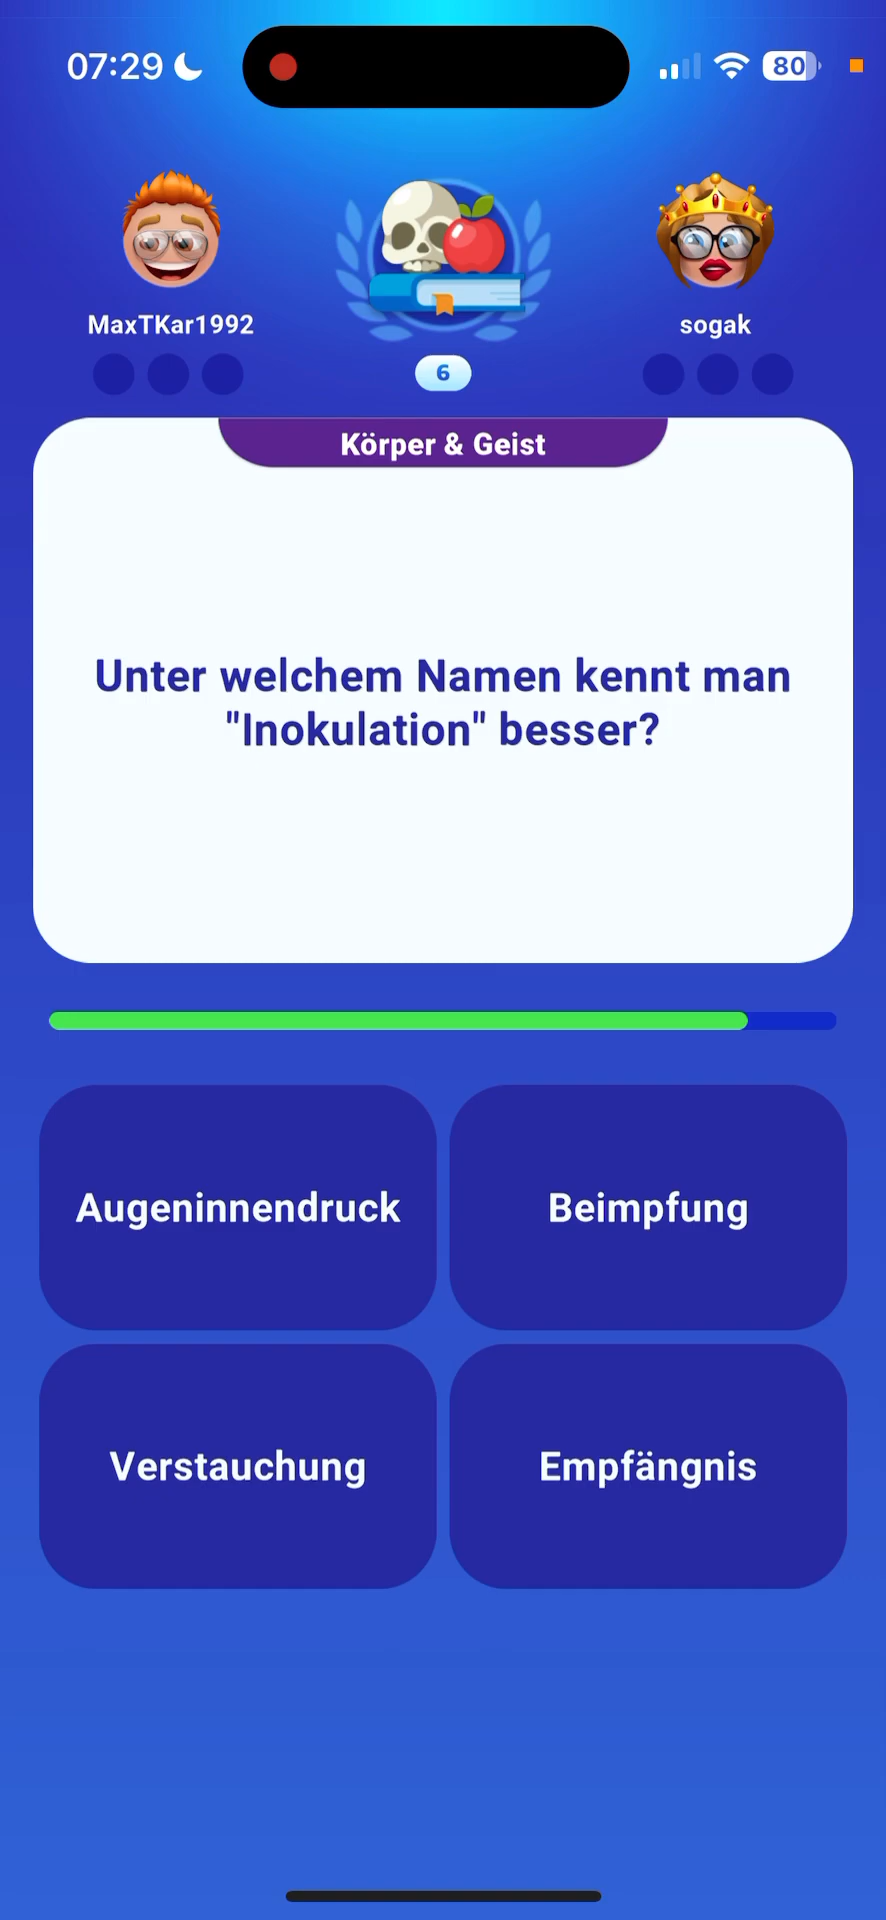 07:29
80
MaxTKar1992
sogak
6
Körper & Geist
Unter welchem Namen kennt man
"Inokulation" besser?
Augeninnendruck
Beimpfung
Verstauchung
Empfängnis